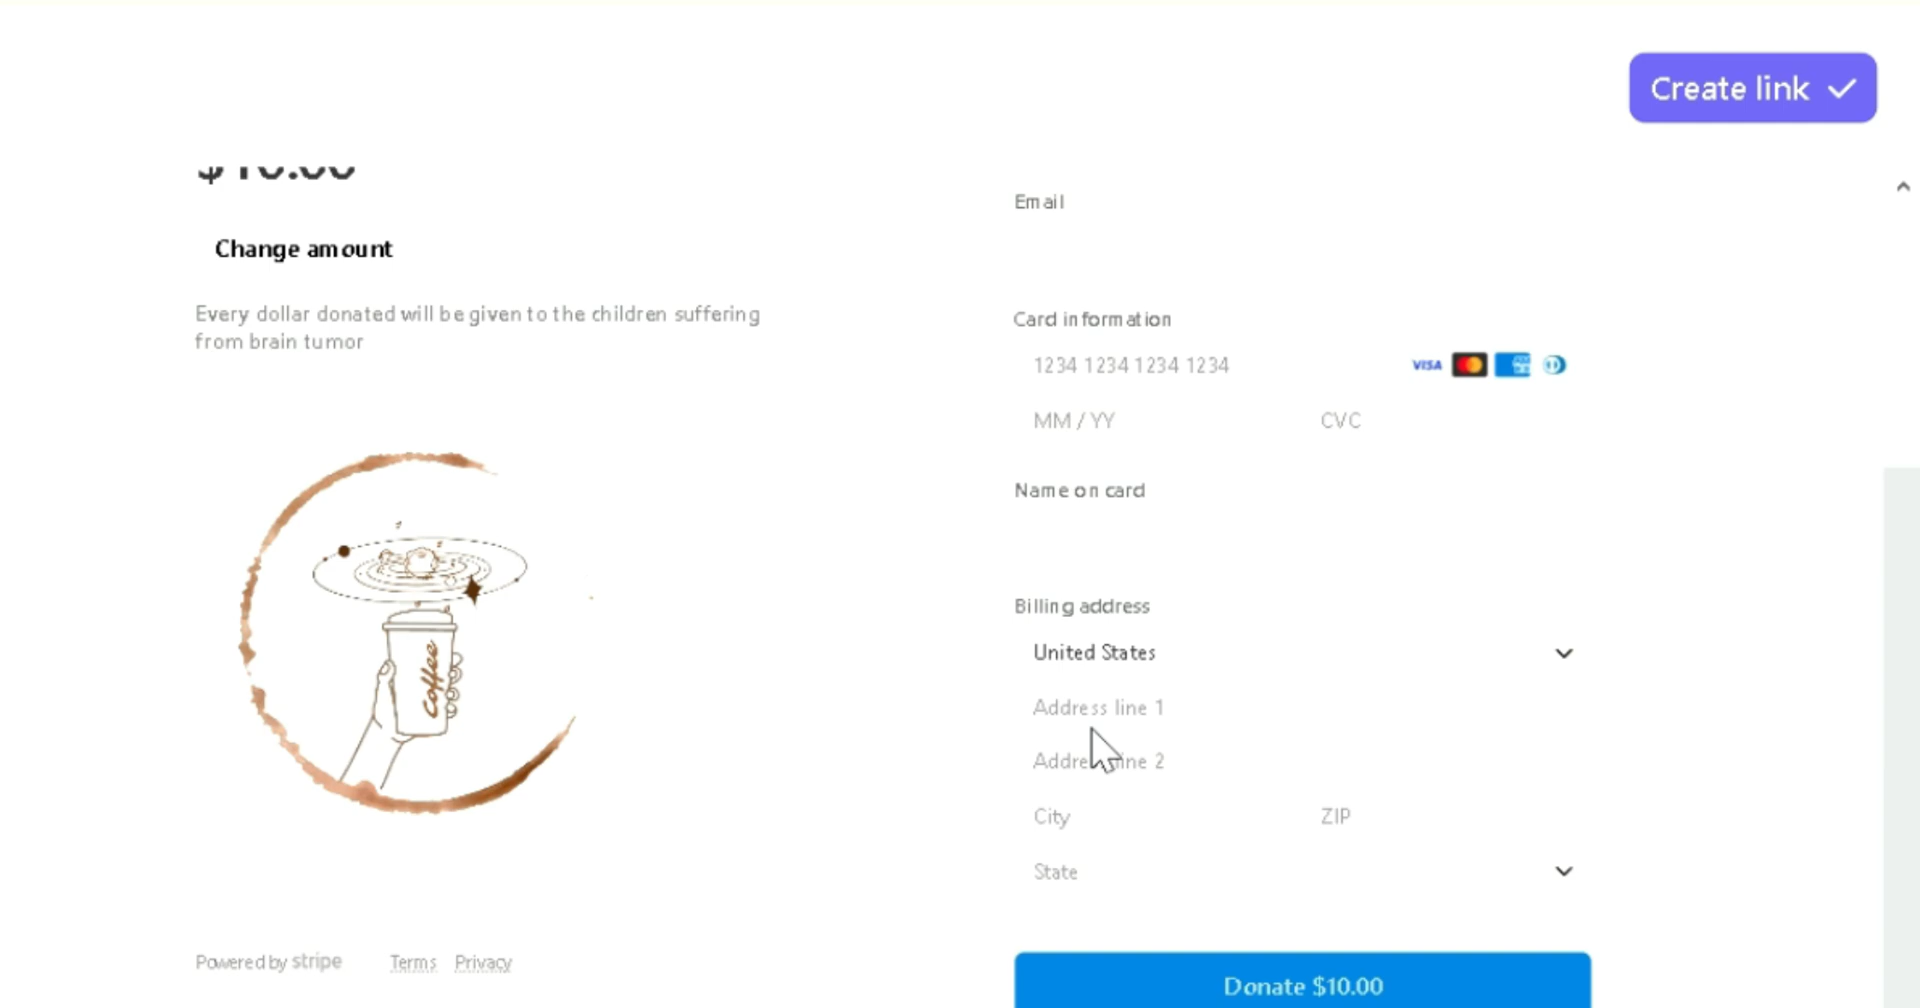 Create link
$10.00
Change amount
Every dollar donated will be given to the children suffering
from brain tumor
Coffee
Powered by stripe
Terms
Privacy
Email
Card information
1234 1234 1234 1234
VISA
MM / YY
CVC
Name on card
Billing address
United States
Address line 1
Address line 2
City
ZIP
State
Donate $10.00